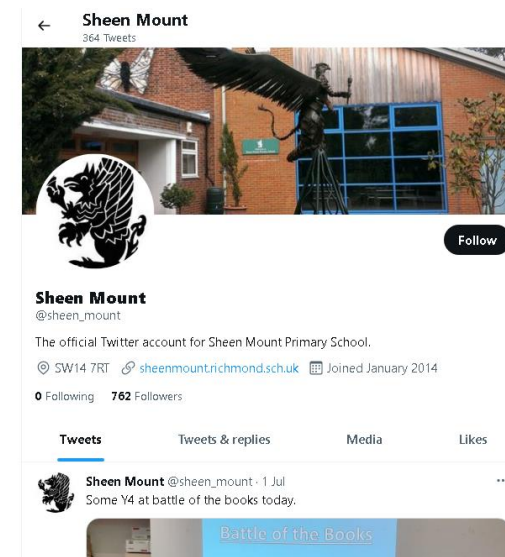 Sheen Mount
364 Tweets
Follow
Sheen Mount
@sheen_mount
The official Twitter account for Sheen Mount Primary School.
SW14 7RT sheenmount.richmond.sch.uk Joined January 2014
0 Following 762 Followers
Tweets Tweets & replies Media Likes
Sheen Mount @sheen_mount · 1 Jul
Some Y4 at battle of the books today.
Battle of the Books